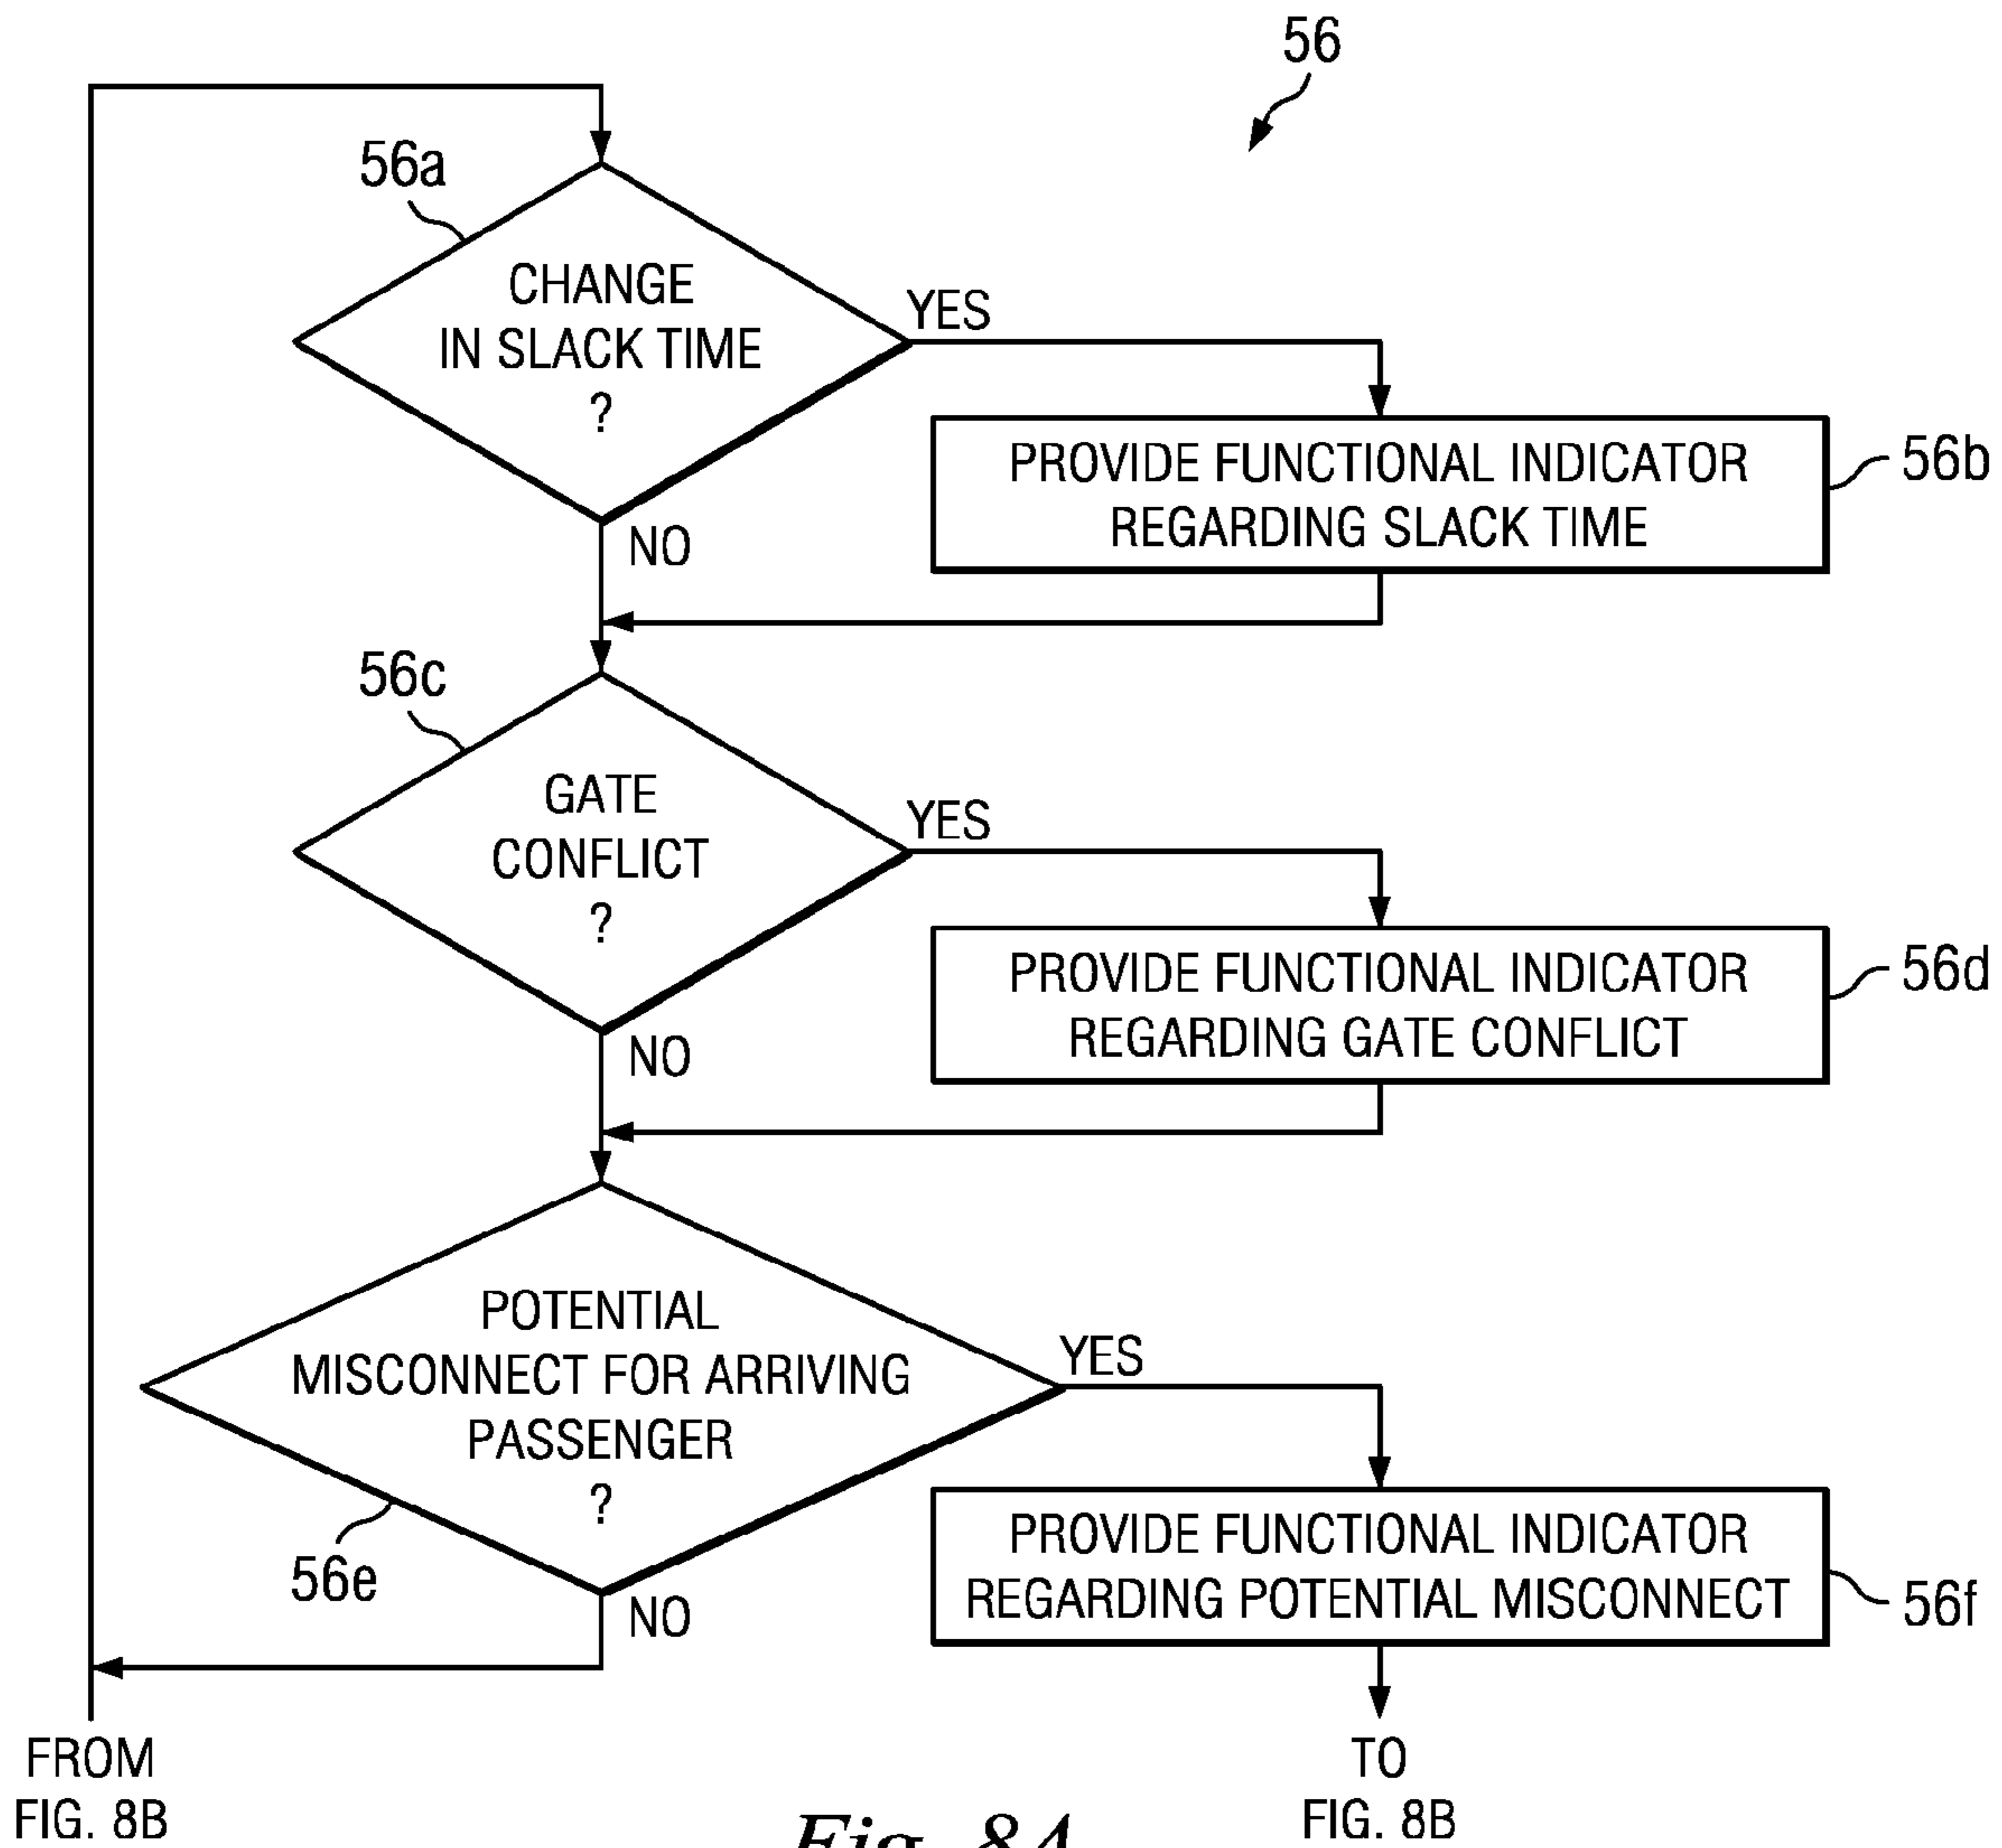 56
56a
CHANGE
IN SLACK TIME
?
YES
NO
PROVIDE FUNCTIONAL INDICATOR
REGARDING SLACK TIME
56b
56c
GATE
CONFLICT
?
YES
NO
PROVIDE FUNCTIONAL INDICATOR
REGARDING GATE CONFLICT
56d
POTENTIAL
MISCONNECT FOR ARRIVING
PASSENGER
?
YES
56e
NO
PROVIDE FUNCTIONAL INDICATOR
REGARDING POTENTIAL MISCONNECT
56f
FROM
FIG. 8B
TO
FIG. 8B
Fig. 8A